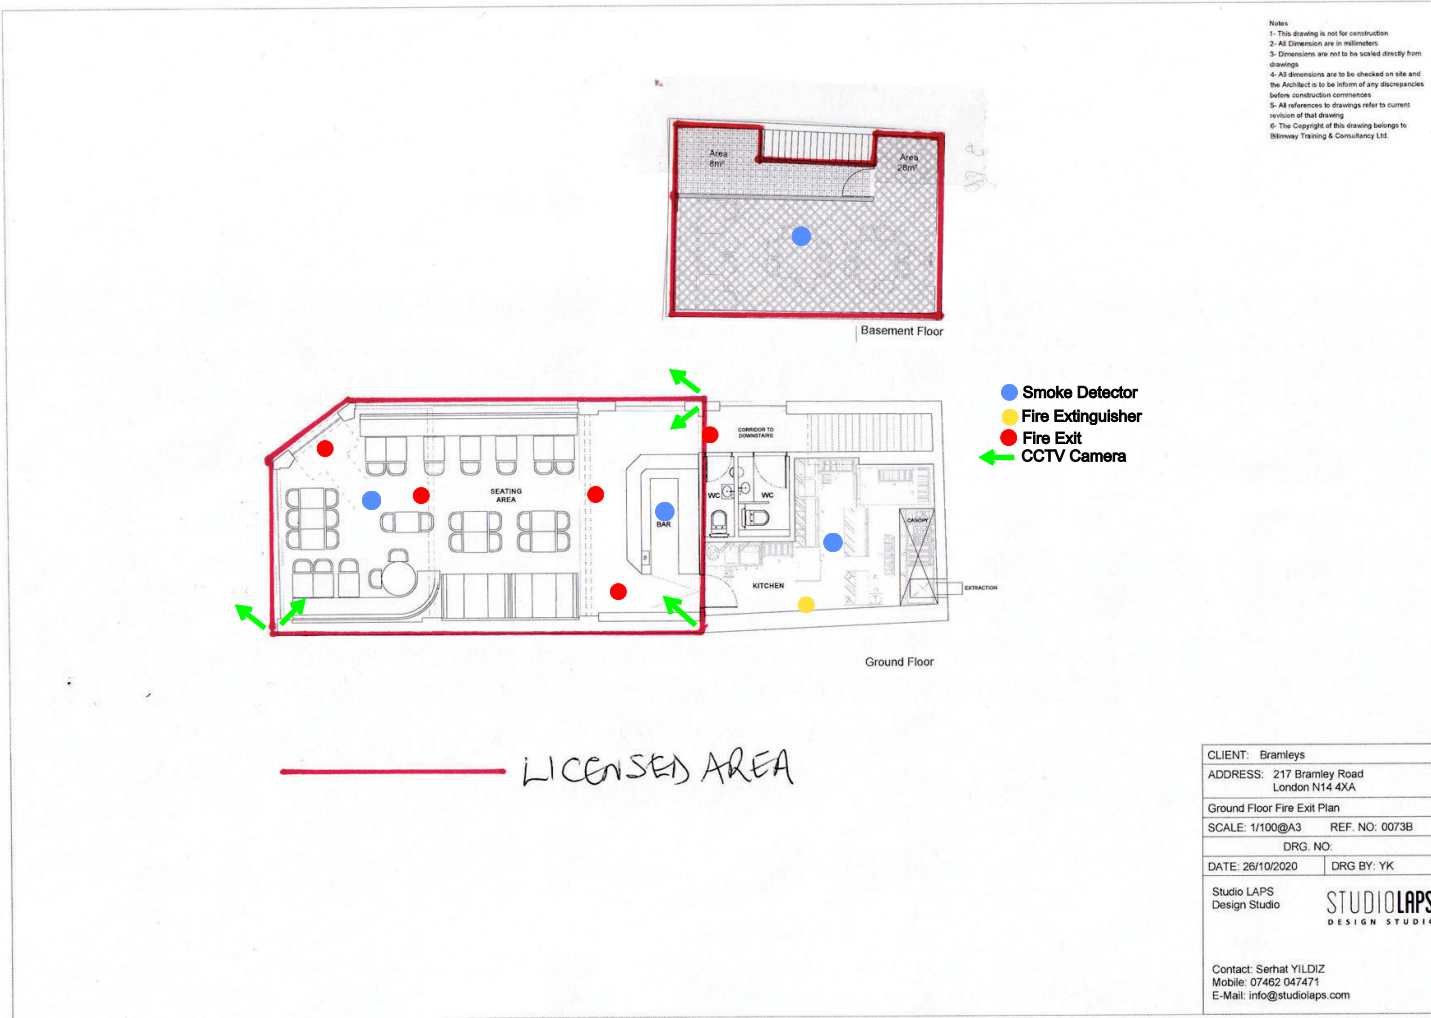 Notes
1- This drawing is not for construction
2- All Dimension are in millimeters
3- Dimensions are not to be scaled directly from
drawings
4- All dimensions are to be checked on site and
the Architect is to be inform of any discrepancies
before construction commences
5- All references to drawings refer to current
revision of that drawing
6- The Copyright of this drawing belongs to
Bilinway Training & Consultancy Ltd.
Area
8m²
Area
26m²
Basement Floor
Smoke Detector
Fire Extinguisher
Fire Exit
CCTV Camera
CORRIDOR TO
DOWNSTAIRS
SEATING
AREA
BAR
WC
WC
CANOPY
KITCHEN
EXTRACTION
Ground Floor
LICENSED AREA
CLIENT: Bramleys
ADDRESS: 217 Bramley Road
London N14 4XA
Ground Floor Fire Exit Plan
SCALE: 1/100@A3 REF. NO: 0073B
DRG. NO:
DATE: 26/10/2020 DRG BY: YK
Studio LAPS
Design Studio
STUDIOLAPS
DESIGN STUDIO
Contact: Serhat YILDIZ
Mobile: 07462 047471
E-Mail: info@studiolaps.com